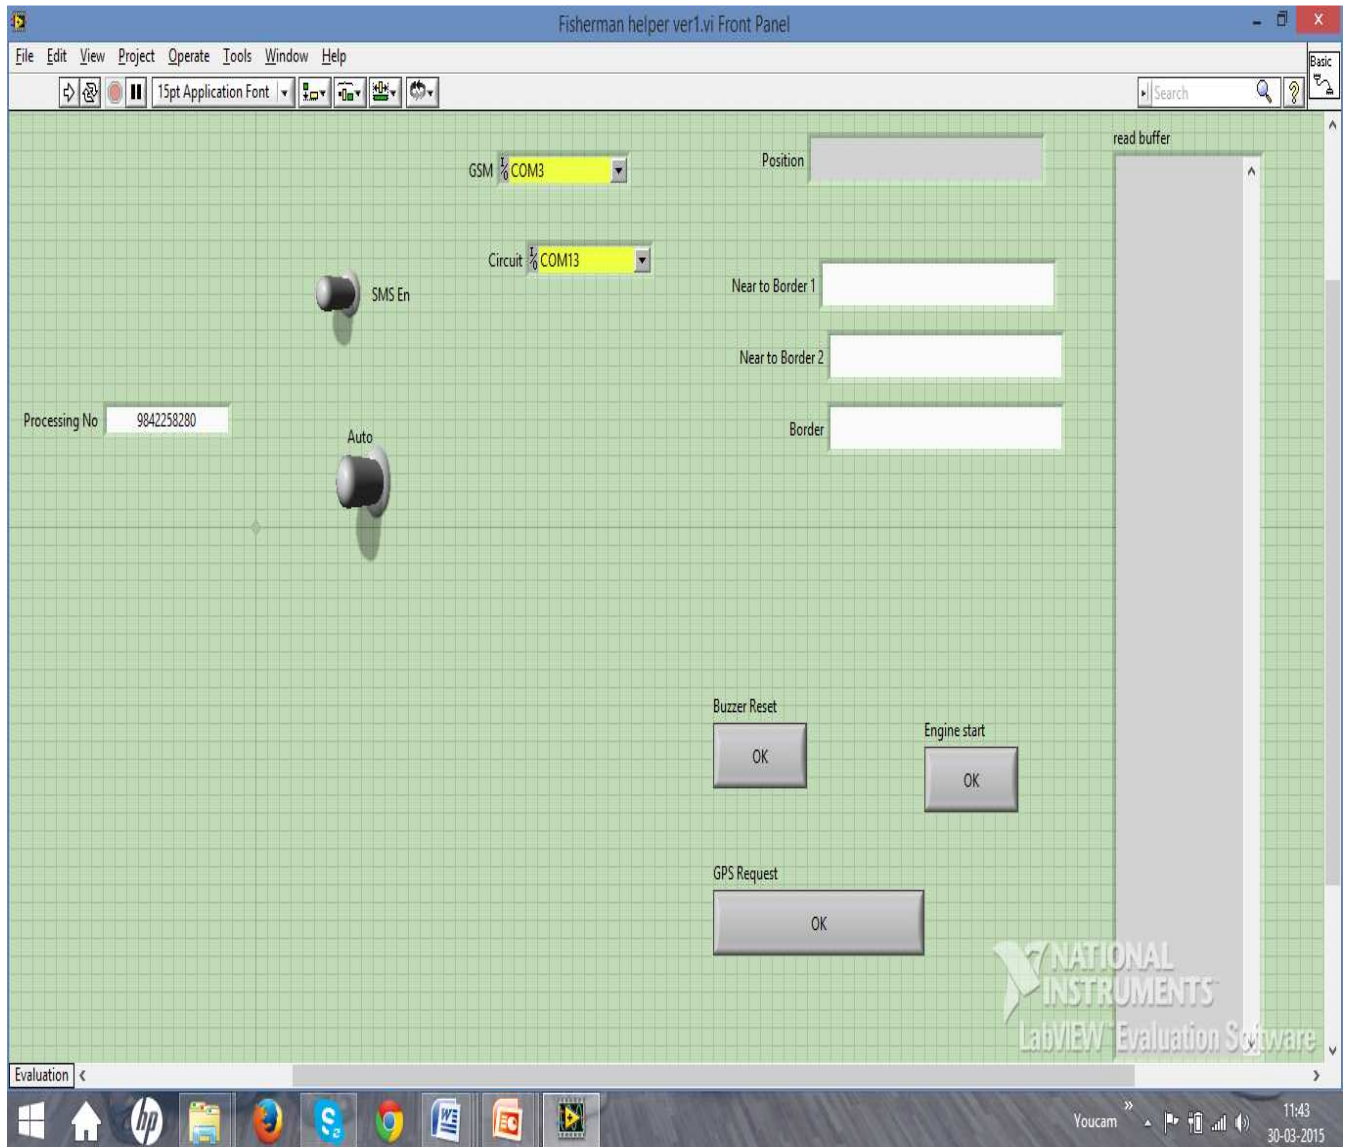 Fisherman helper ver1.vi Front Panel
File Edit View Project Operate Tools Window Help
15pt Application Font
Search
Basic
GSM COM3
Position
read buffer
Circuit COM13
SMS En
Near to Border 1
Near to Border 2
Processing No 9842258280
Auto
Border
Buzzer Reset
OK
Engine start
OK
GPS Request
OK
NATIONAL
INSTRUMENTS
LabVIEW™ Evaluation Software
Evaluation
hp
Youcam
11:43
30-03-2015